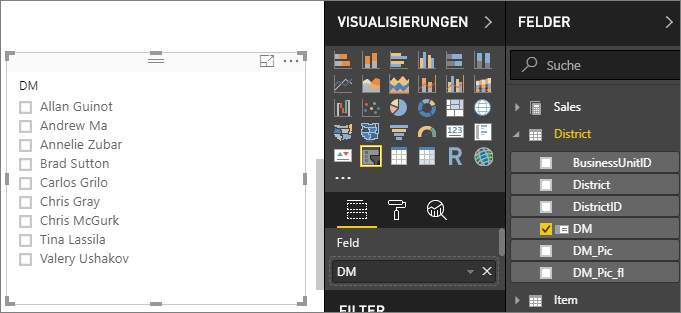 DM
Allan Guinot
Andrew Ma
Annelie Zubar
Brad Sutton
Carlos Grilo
Chris Gray
Chris McGurk
Tina Lassila
Valery Ushakov
VISUALISIERUNGEN
123
R
Feld
DM
FILTER
FELDER
Suche
Sales
District
BusinessUnitID
District
DistrictID
DM
DM_Pic
DM_Pic_fl
Item